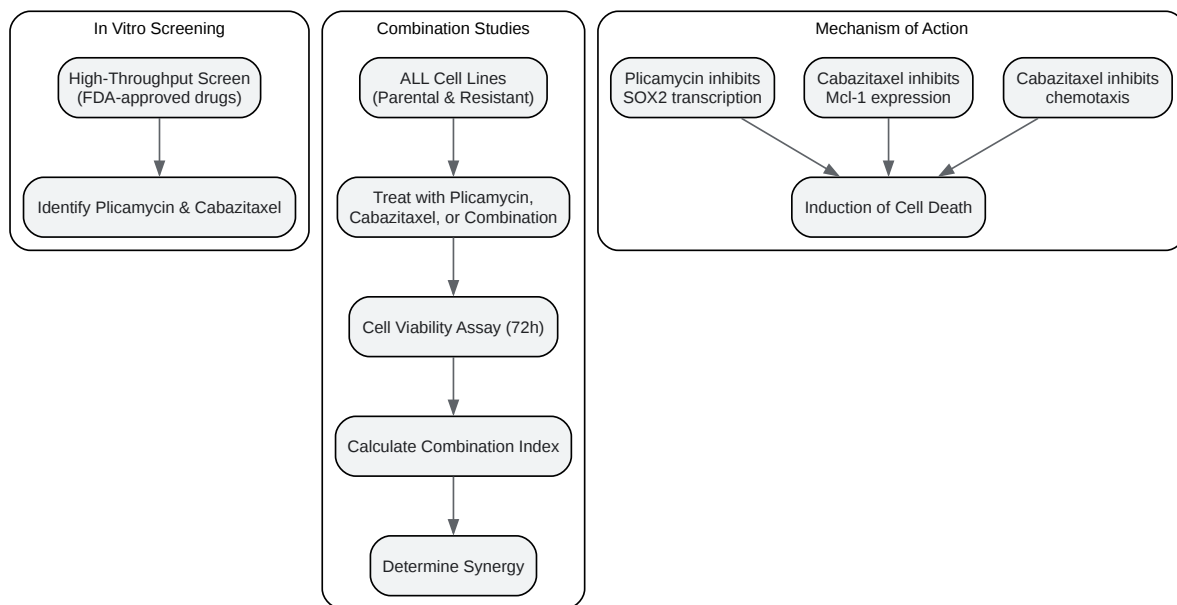 In Vitro Screening
High-Throughput Screen
(FDA-approved drugs)
Identify Plicamycin & Cabazitaxel
Combination Studies
ALL Cell Lines
(Parental & Resistant)
Treat with Plicamycin,
Cabazitaxel, or Combination
Cell Viability Assay (72h)
Calculate Combination Index
Determine Synergy
Mechanism of Action
Plicamycin inhibits
SOX2 transcription
Cabazitaxel inhibits
Mcl-1 expression
Cabazitaxel inhibits
chemotaxis
Induction of Cell Death